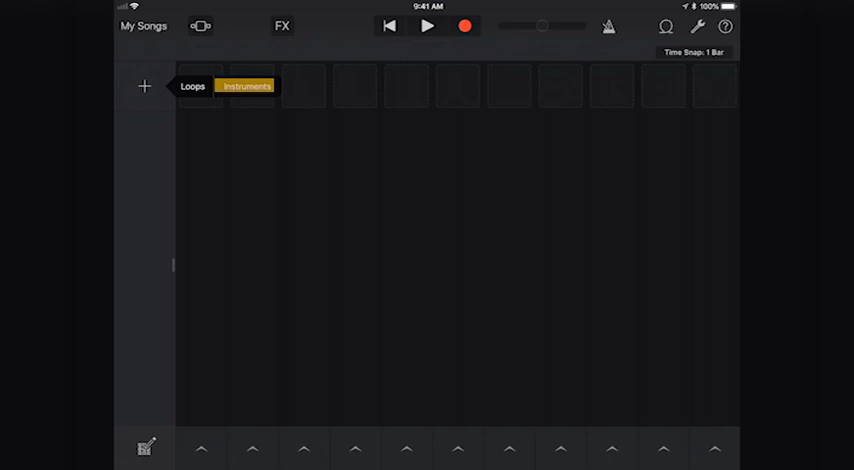 9:41 AM
100%
My Songs
FX
Time Snap: 1 Bar
Loops
Instruments